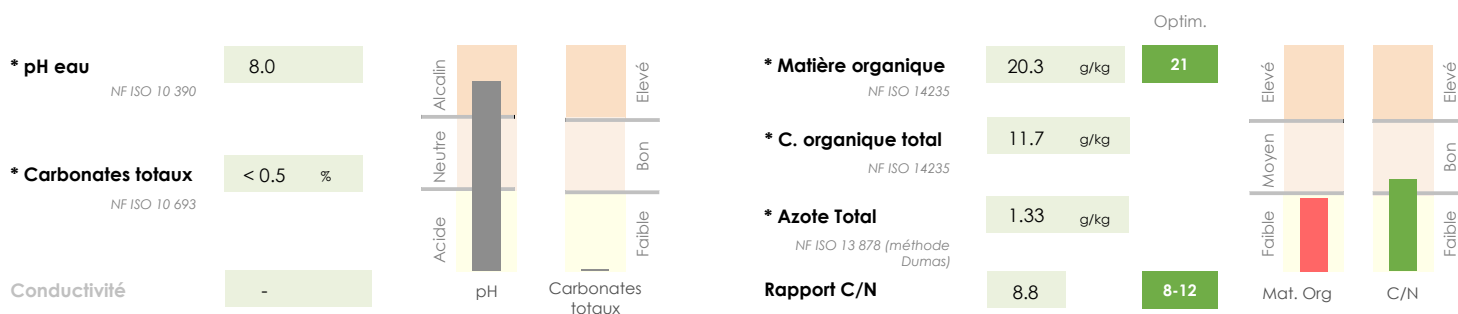 Optim.
* pH eau 8.0
NF ISO 10 390
* Carbonates totaux < 0.5 %
NF ISO 10 693
Conductivité -
Alcalin
Neutre
Acide
Elevé
Bon
Faible
pH
Carbonates
totaux
* Matière organique 20.3 g/kg 21
NF ISO 14235
* C. organique total 11.7 g/kg
NF ISO 14235
* Azote Total 1.33 g/kg
NF ISO 13 878 (méthode
Dumas)
Rapport C/N 8.8 8-12
Elevé
Moyen
Faible
Elevé
Bon
Faible
Mat. Org
C/N